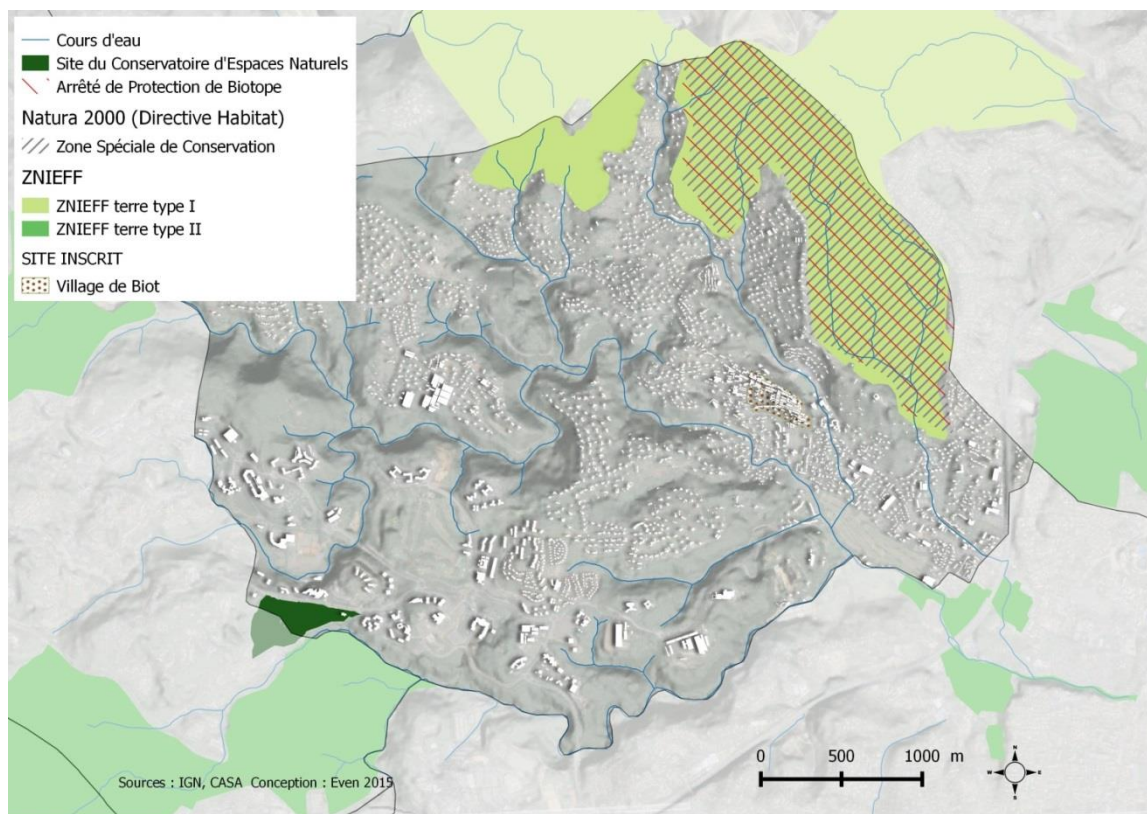 Cours d'eau
Site du Conservatoire d'Espaces Naturels
Arrêté de Protection de Biotope
Natura 2000 (Directive Habitat)
Zone Spéciale de Conservation
ZNIEFF
ZNIEFF terre type I
ZNIEFF terre type II
SITE INSCRIT
Village de Biot
Sources : IGN, CASA Conception : Even 2015
0 500 1000 m
N
W E
S